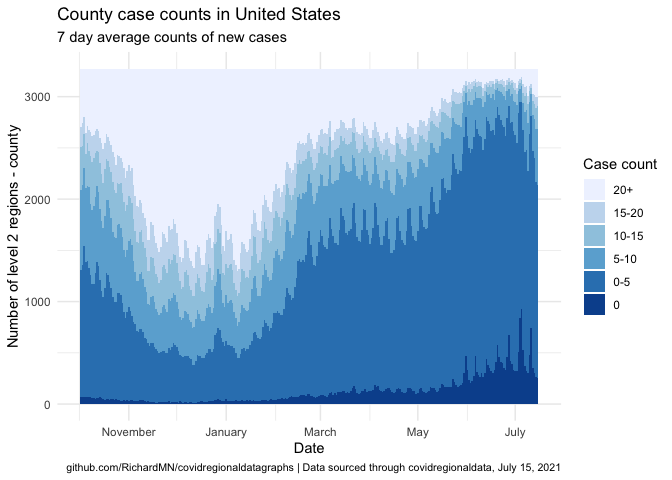 County case counts in United States
7 day average counts of new cases
Number of level 2 regions - county
3000
2000
1000
0
November
January
March
May
July
Date
Case count
20+
15-20
10-15
5-10
0-5
0
github.com/RichardMN/covidregionaldatagraphs | Data sourced through covidregionaldata, July 15, 2021